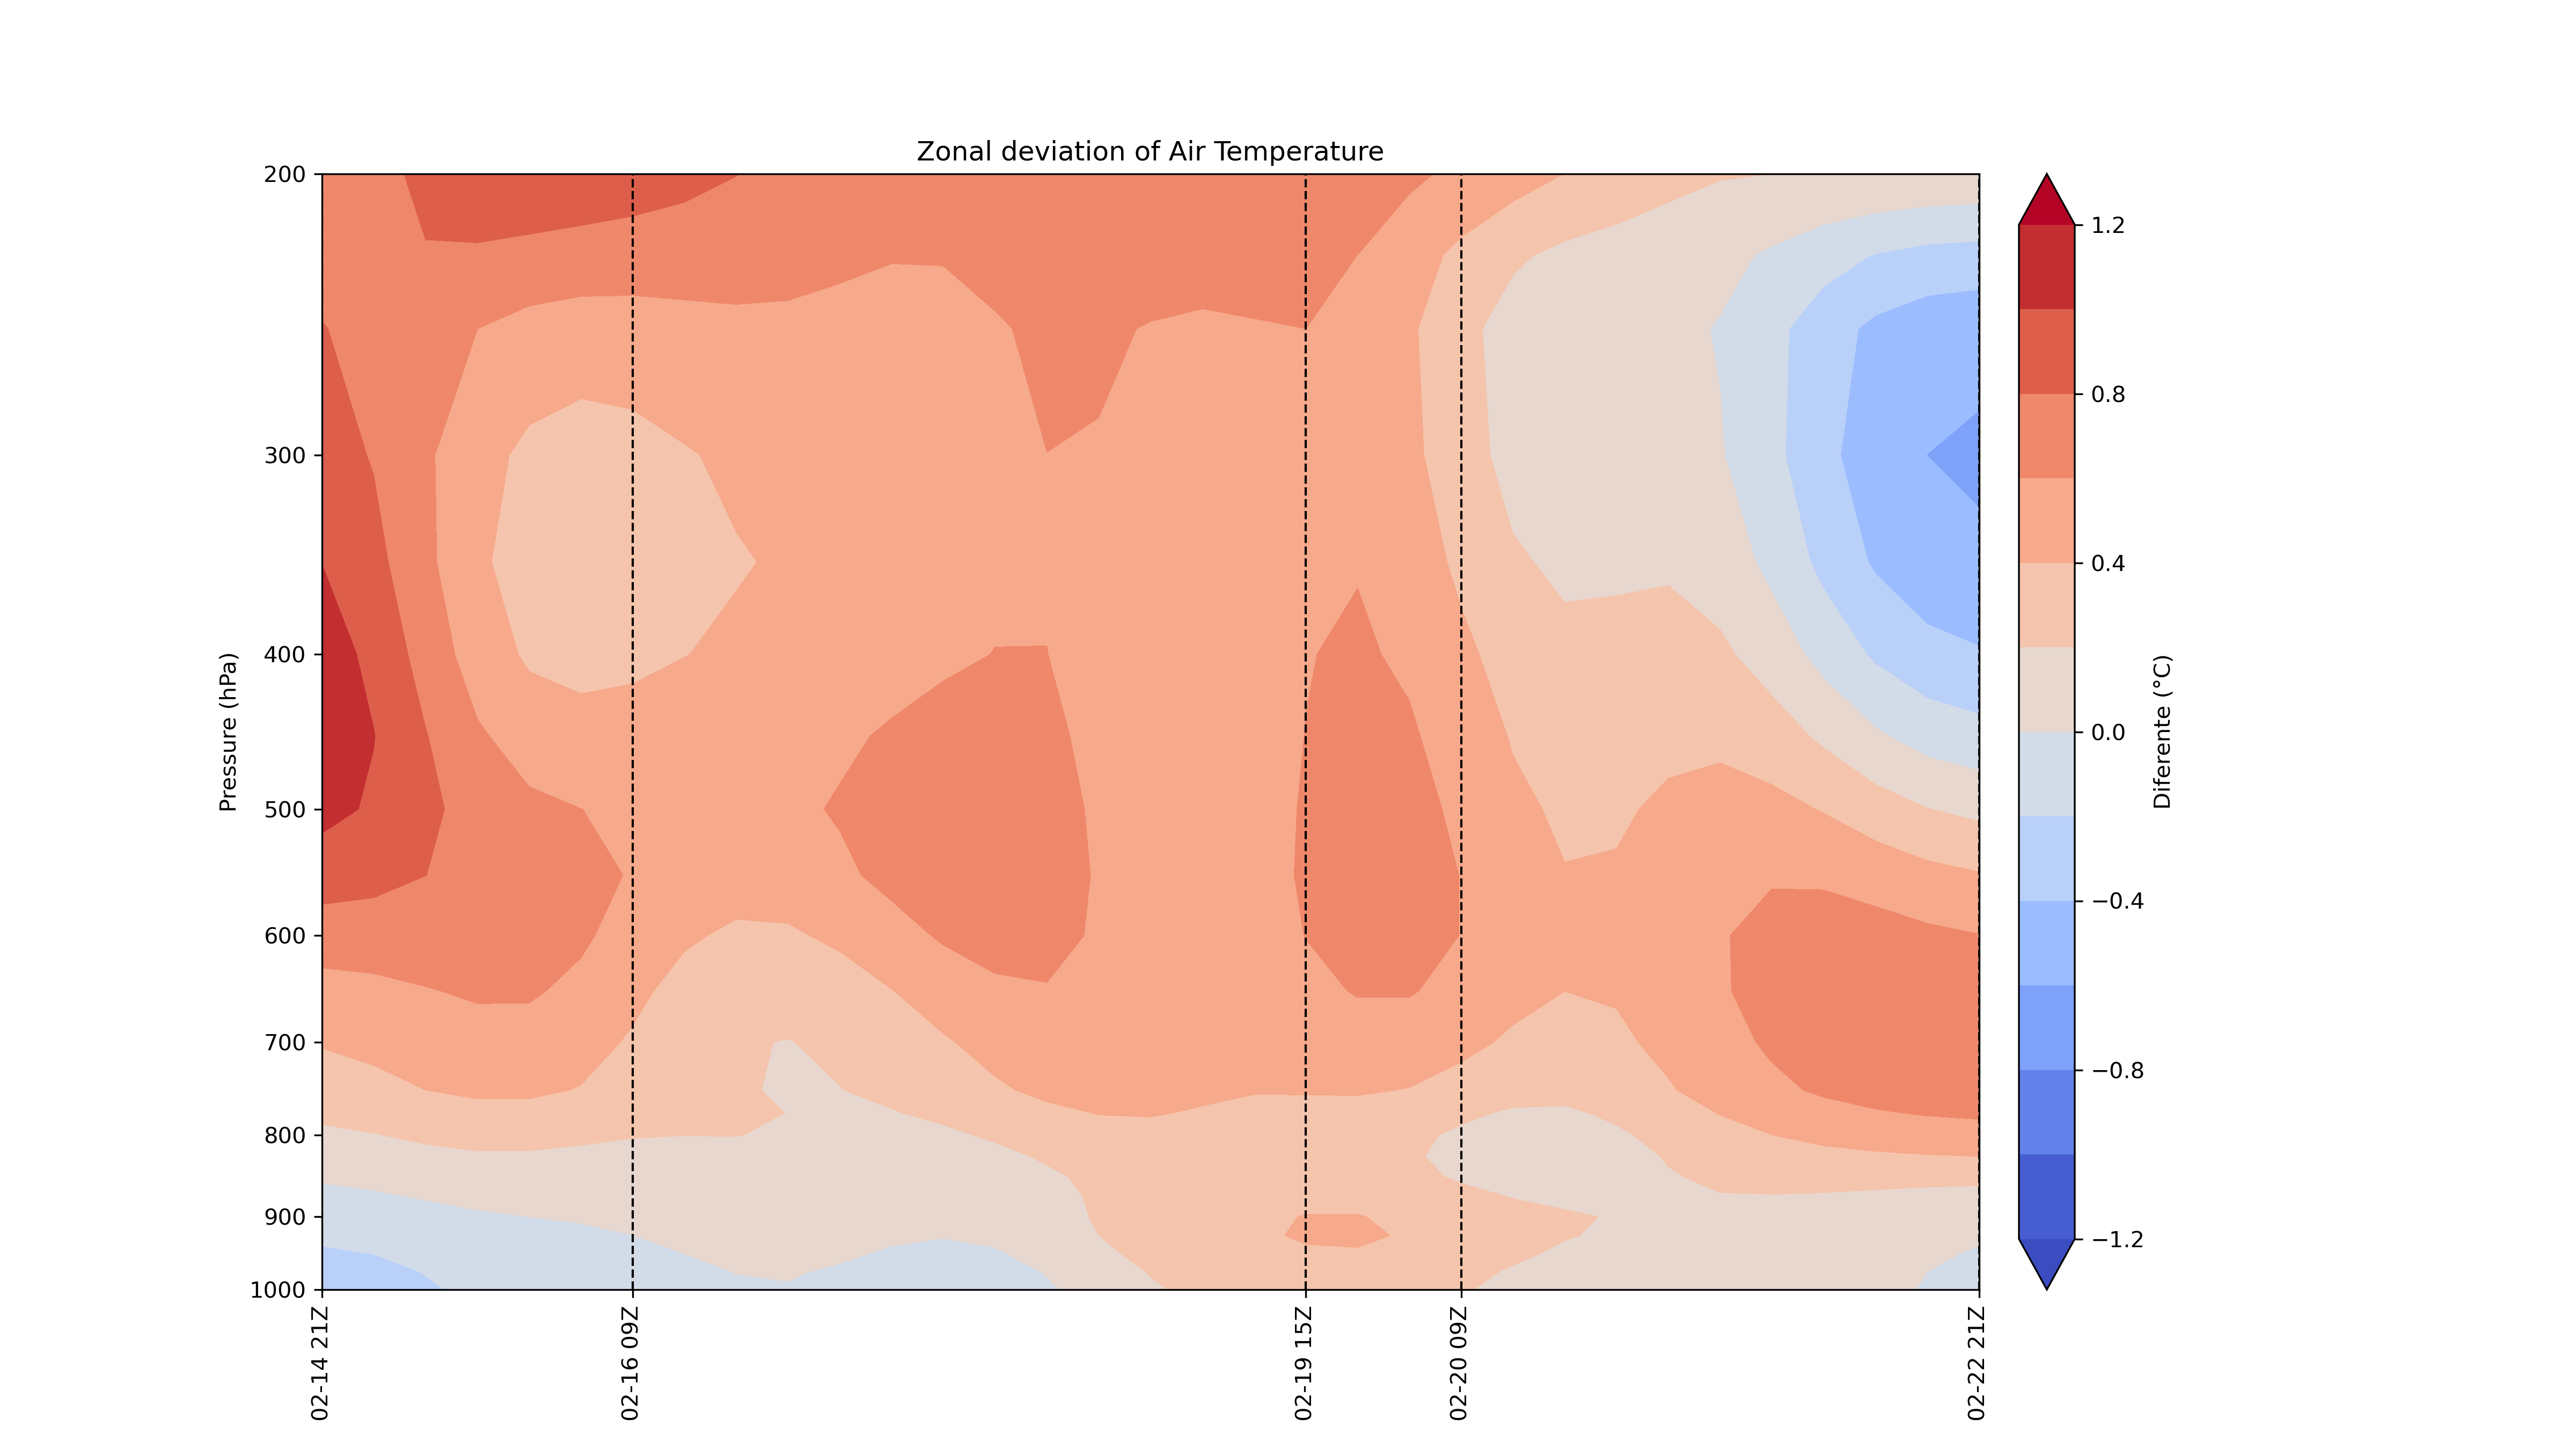 Zonal deviation of Air Temperature
Pressure (hPa)
200
300
400
500
600
700
800
900
1000
02-14 21Z
02-16 09Z
02-19 15Z
02-20 09Z
02-22 21Z
1.2
0.8
0.4
0.0
−0.4
−0.8
−1.2
Diferente (°C)